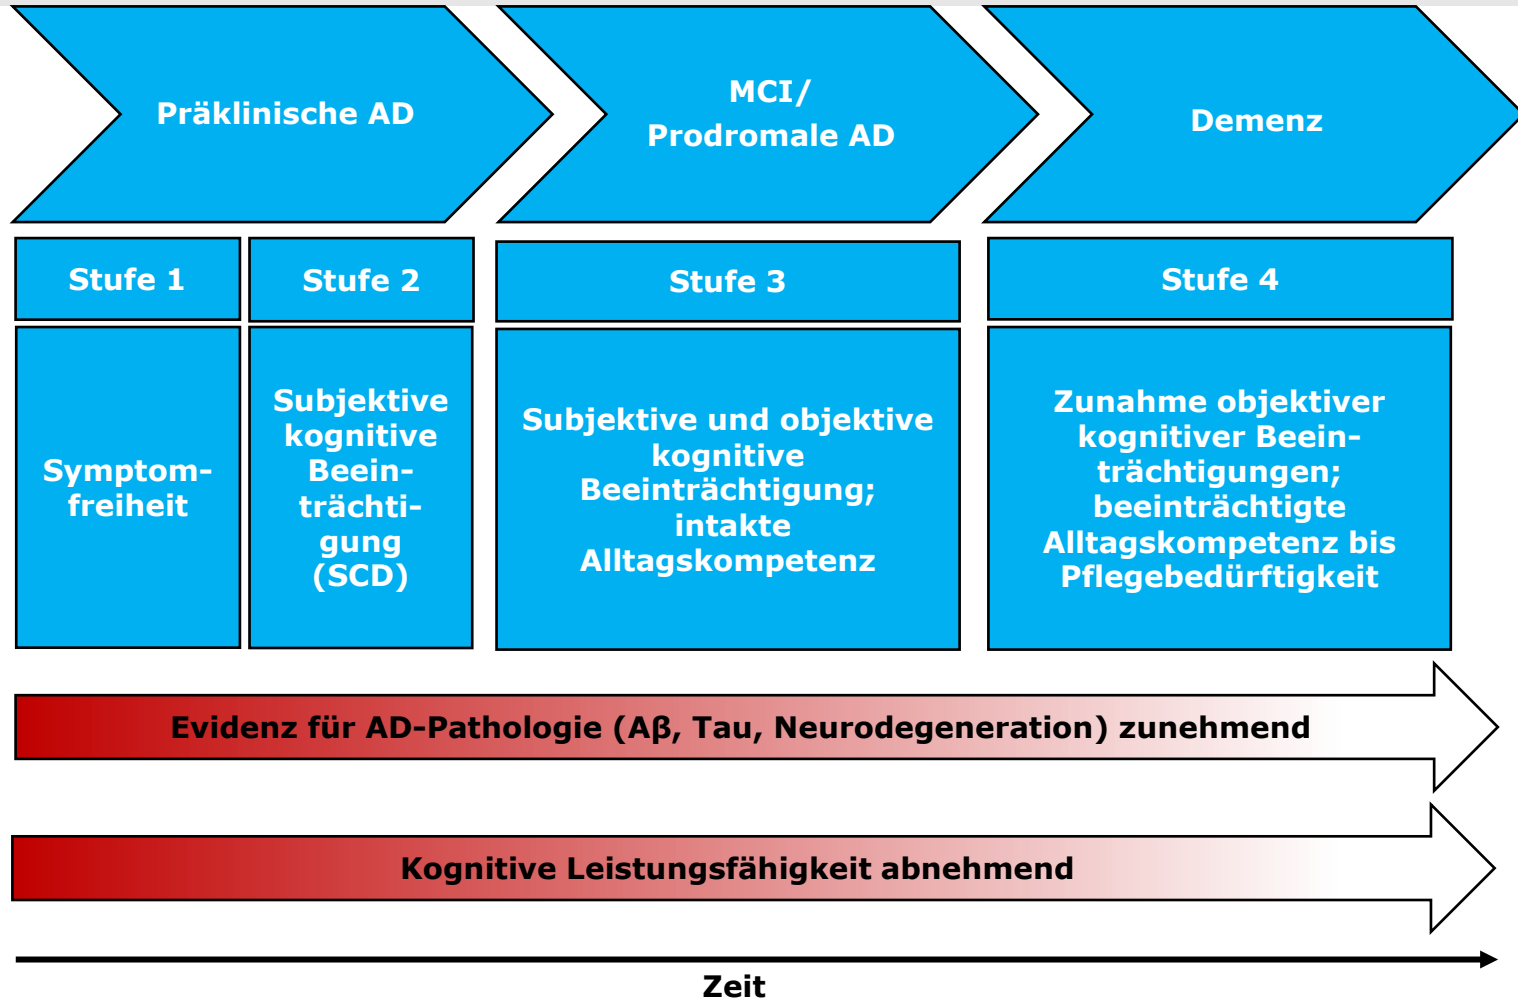 Präklinische AD
MCI/
Prodromale AD
Demenz
Stufe 1
Stufe 2
Stufe 3
Stufe 4
Symptom-
freiheit
Subjektive
kognitive
Beein-
trächti-
gung
(SCD)
Subjektive und objektive
kognitive
Beeinträchtigung;
intakte
Alltagskompetenz
Zunahme objektiver
kognitiver Beein-
trächtigungen;
beeinträchtigte
Alltagskompetenz bis
Pflegebedürftigkeit
Evidenz für AD-Pathologie (Aβ, Tau, Neurodegeneration) zunehmend
Kognitive Leistungsfähigkeit abnehmend
Zeit